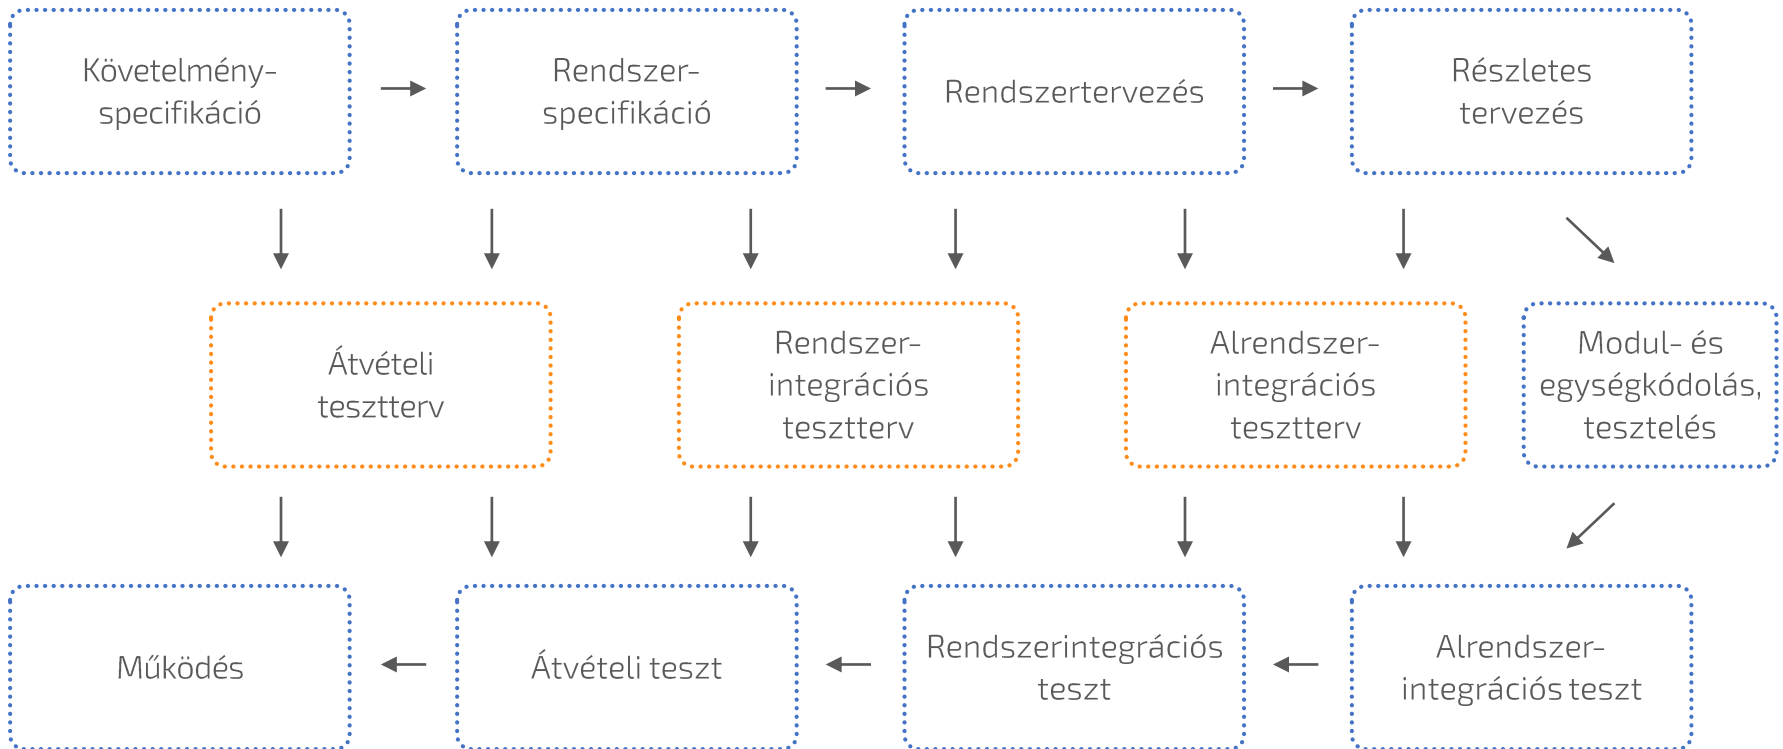 Követelmény-
specifikáció
Rendszer-
specifikáció
Rendszertervezés
Részletes
tervezés
Átvételi
tesztterv
Rendszer-
integrációs
tesztterv
Alrendszer-
integrációs
tesztterv
Modul- és
egységkódolás,
tesztelés
Működés
Átvételi teszt
Rendszerintegrációs
teszt
Alrendszer-
integrációs teszt